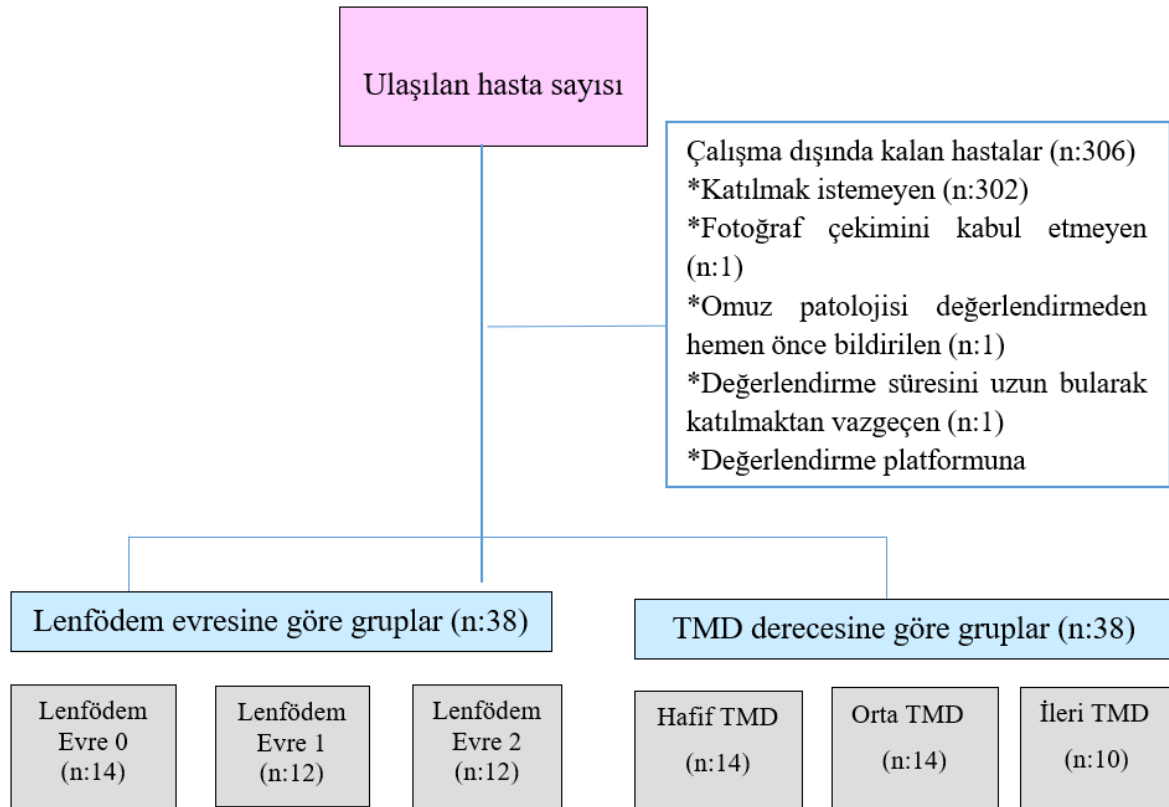 Ulaşılan hasta sayısı
Çalışma dışında kalan hastalar (n:306)
*Katılmak istemeyen (n:302)
*Fotoğraf çekimini kabul etmeyen
(n:1)
*Omuz patolojisi değerlendirmeden
hemen önce bildirilen (n:1)
*Değerlendirme süresini uzun bularak
katılmaktan vazgeçen (n:1)
*Değerlendirme platformuna
Lenfödem evresine göre gruplar (n:38)
TMD derecesine göre gruplar (n:38)
Lenfödem
Evre 0
(n:14)
Lenfödem
Evre 1
(n:12)
Lenfödem
Evre 2
(n:12)
Hafif TMD
(n:14)
Orta TMD
(n:14)
İleri TMD
(n:10)